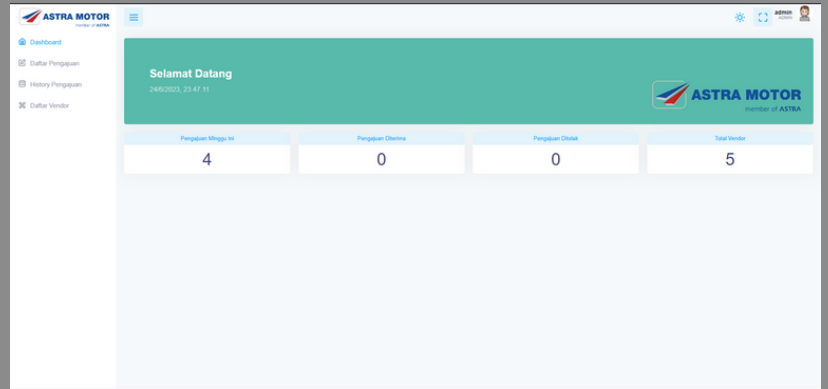 ASTRA MOTOR
member of ASTRA
Dashboard
Daftar Pengajuan
History Pengajuan
Daftar Vendor
admin
ADMIN
Selamat Datang
24/6/2023, 23.47.11
ASTRA MOTOR
member of ASTRA
Pengajuan Minggu Ini
4
Pengajuan Diterima
0
Pengajuan Ditolak
0
Total Vendor
5